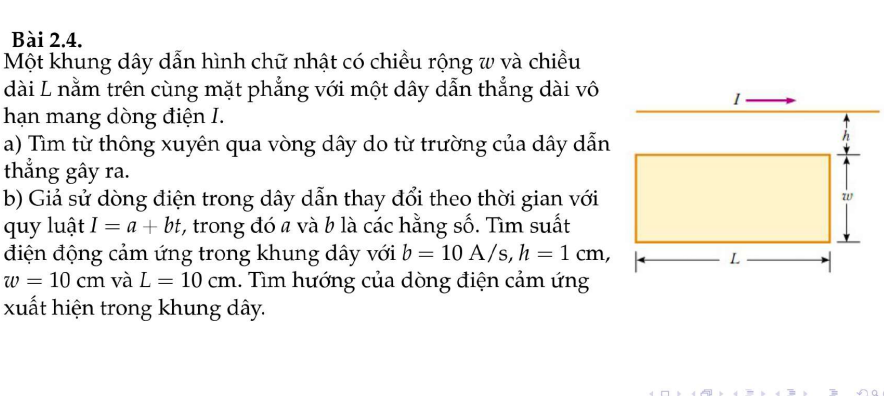 Bài 2.4.
Một khung dây dẫn hình chữ nhật có chiều rộng w và chiều
dài L nằm trên cùng mặt phẳng với một dây dẫn thẳng dài vô
hạn mang dòng điện I.
a) Tìm từ thông xuyên qua vòng dây do từ trường của dây dẫn
thẳng gây ra.
b) Giả sử dòng điện trong dây dẫn thay đổi theo thời gian với
quy luật I = a + bt, trong đó a và b là các hằng số. Tìm suất
điện động cảm ứng trong khung dây với b = 10 A/s, h = 1 cm,
w = 10 cm và L = 10 cm. Tìm hướng của dòng điện cảm ứng
xuất hiện trong khung dây.
I
h
w
L